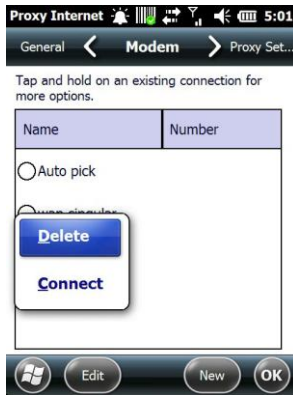 Proxy Internet 5:01
General Modem Proxy Set...
Tap and hold on an existing connection for
more options.
Name Number
Auto pick
Delete
Connect
Edit New OK